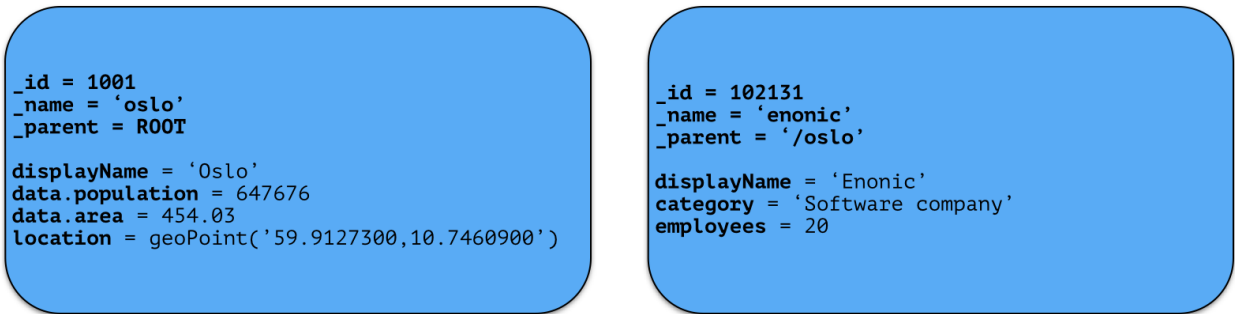 _id = 1001
_name = ‘oslo’
_parent = ROOT
displayName = ‘Oslo’
data.population = 647676
data.area = 454.03
location = geoPoint(’59.9127300,10.7460900’)
_id = 102131
_name = ‘enonic’
_parent = ‘/oslo’
displayName = ‘Enonic’
category = ‘Software company’
employees = 20